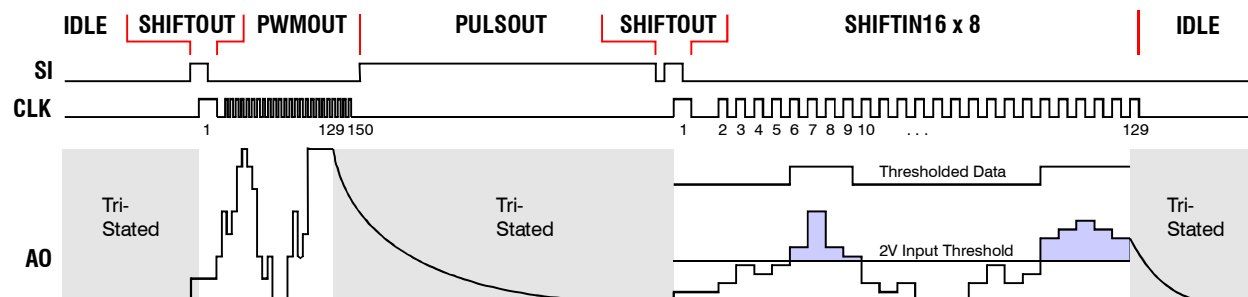 IDLE SHIFTOUT PWMOUT PULSOUT SHIFTOUT SHIFTIN16 x 8 IDLE
SI
CLK
1 129 150 1 2 3 4 5 6 7 8 9 10 . . . 129
Thresholded Data
Tri-
Stated
Tri-
Stated
Tri-
Stated
AO
2V Input Threshold